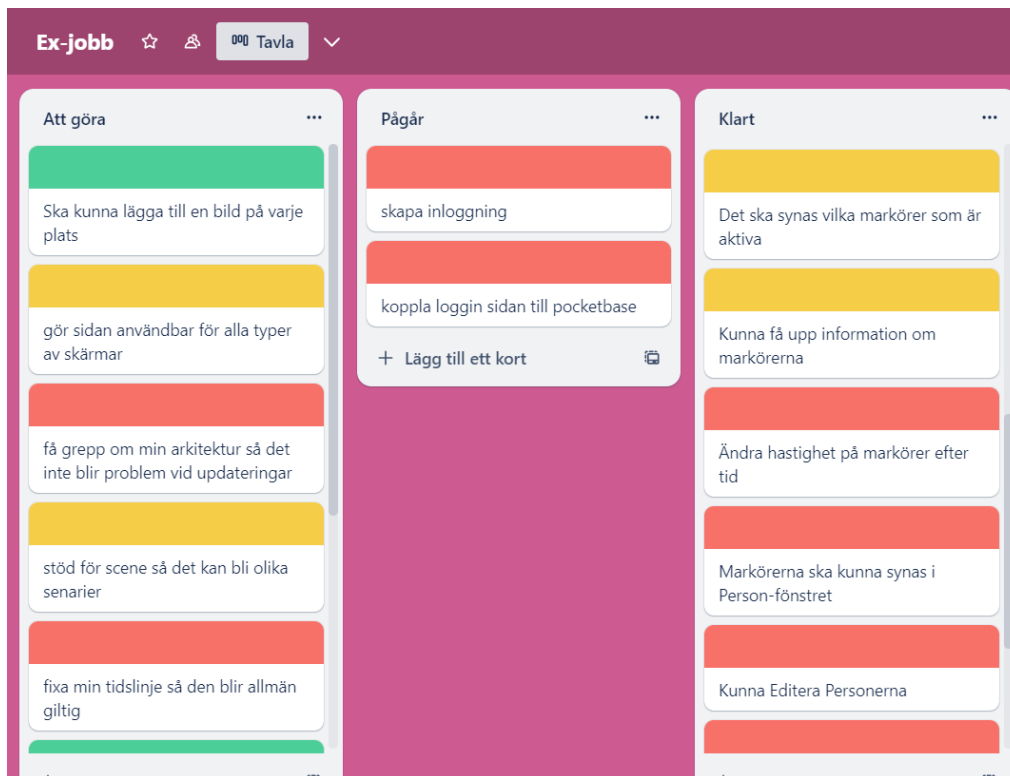 Ex-jobb
Tavla
Att göra
Ska kunna lägga till en bild på varje
plats
gör sidan användbar för alla typer
av skärmar
få grepp om min arkitektur så det
inte blir problem vid updateringar
stöd för scene så det kan bli olika
senarier
fixa min tidslinje så den blir allmän
giltig
Pågår
skapa inloggning
koppla loggin sidan till pocketbase
+ Lägg till ett kort
Klart
Det ska synas vilka markörer som är
aktiva
Kunna få upp information om
markörerna
Ändra hastighet på markörer efter
tid
Markörerna ska kunna synas i
Person-fönstret
Kunna Editera Personerna